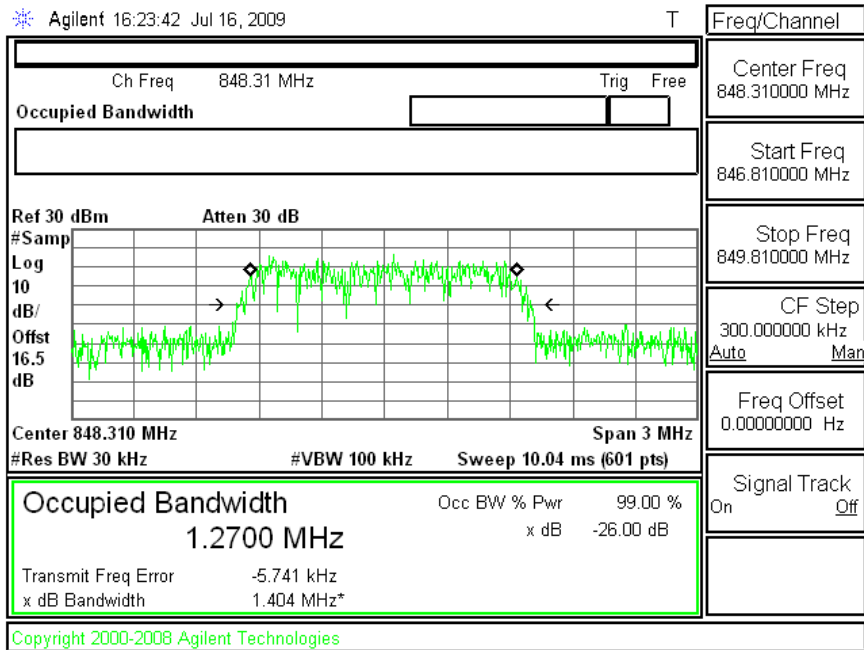 Agilent 16:23:42 Jul 16, 2009 T
Freq/Channel
Ch Freq 848.31 MHz Trig Free
Occupied Bandwidth
Center Freq
848.310000 MHz
Start Freq
846.810000 MHz
Stop Freq
849.810000 MHz
CF Step
300.000000 kHz
Auto Man
Freq Offset
0.00000000 Hz
Signal Track
On Off
Ref 30 dBm Atten 30 dB
#Samp
Log
10
dB/
Offst
16.5
dB
Center 848.310 MHz Span 3 MHz
#Res BW 30 kHz #VBW 100 kHz Sweep 10.04 ms (601 pts)
Occupied Bandwidth Occ BW % Pwr 99.00 %
1.2700 MHz x dB -26.00 dB
Transmit Freq Error -5.741 kHz
x dB Bandwidth 1.404 MHz*
Copyright 2000-2008 Agilent Technologies